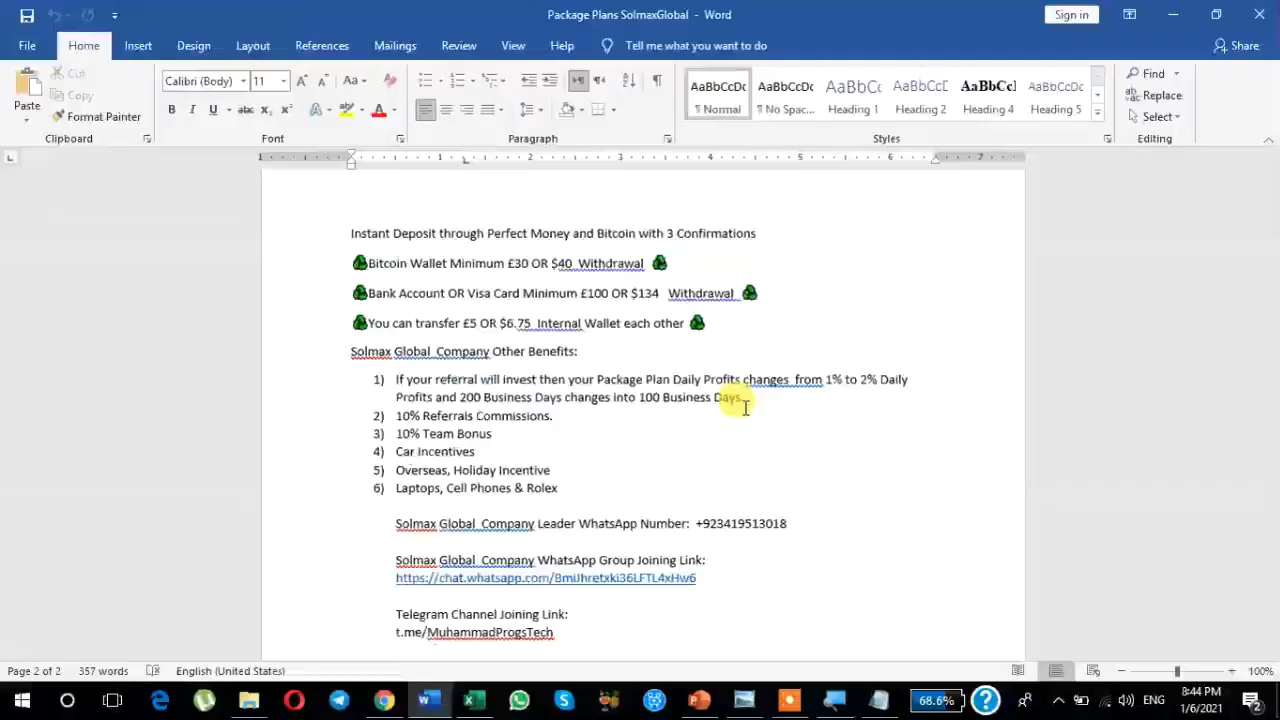 Package Plans SolmaxGlobal - Word
Sign in
File Home Insert Design Layout References Mailings Review View Help Tell me what you want to do Share
Paste
Cut
Copy
Format Painter
Clipboard
Calibri (Body) 11
Font
Paragraph
AaBbCcDc AaBbCcDc AaBbCc AaBbCcD AaBbCcI AaBbCcDc
¶ Normal ¶ No Spac... Heading 1 Heading 2 Heading 4 Heading 5
Styles
Find
Replace
Select
Editing
1 1 2 3 4 5 6 7
Instant Deposit through Perfect Money and Bitcoin with 3 Confirmations
Bitcoin Wallet Minimum £30 OR $40 Withdrawal
Bank Account OR Visa Card Minimum £100 OR $134 Withdrawal
You can transfer £5 OR $6.75 Internal Wallet each other
Solmax Global Company Other Benefits:
1) If your referral will invest then your Package Plan Daily Profits changes from 1% to 2% Daily
Profits and 200 Business Days changes into 100 Business Days.
2) 10% Referrals Commissions.
3) 10% Team Bonus
4) Car Incentives
5) Overseas, Holiday Incentive
6) Laptops, Cell Phones & Rolex
Solmax Global Company Leader WhatsApp Number: +923419513018
Solmax Global Company WhatsApp Group Joining Link:
https://chat.whatsapp.com/BmIJhretxki36LFTL4xHw6
Telegram Channel Joining Link:
t.me/MuhammadProgsTech
Page 2 of 2 357 words English (United States) 100%
68.6% ENG 8:44 PM
1/6/2021